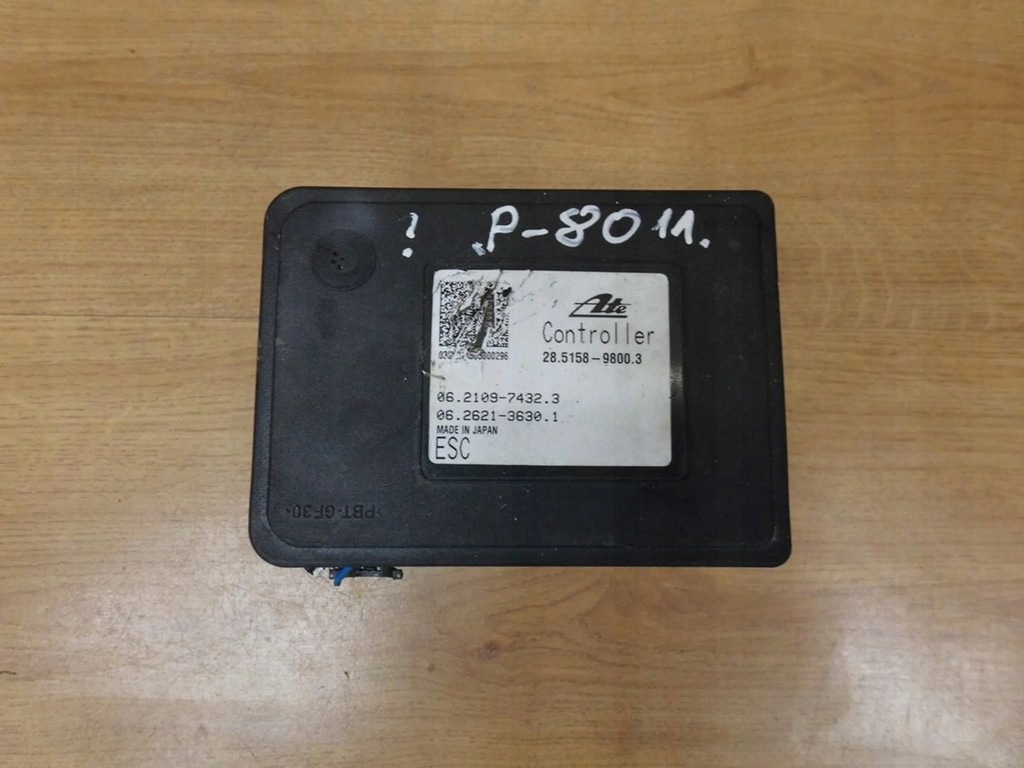 ! P-8011.
Ate
Controller
28.5158-9800.3
06.2109-7432.3
06.2621-3630.1
MADE IN JAPAN
ESC
>PBT-GF30<